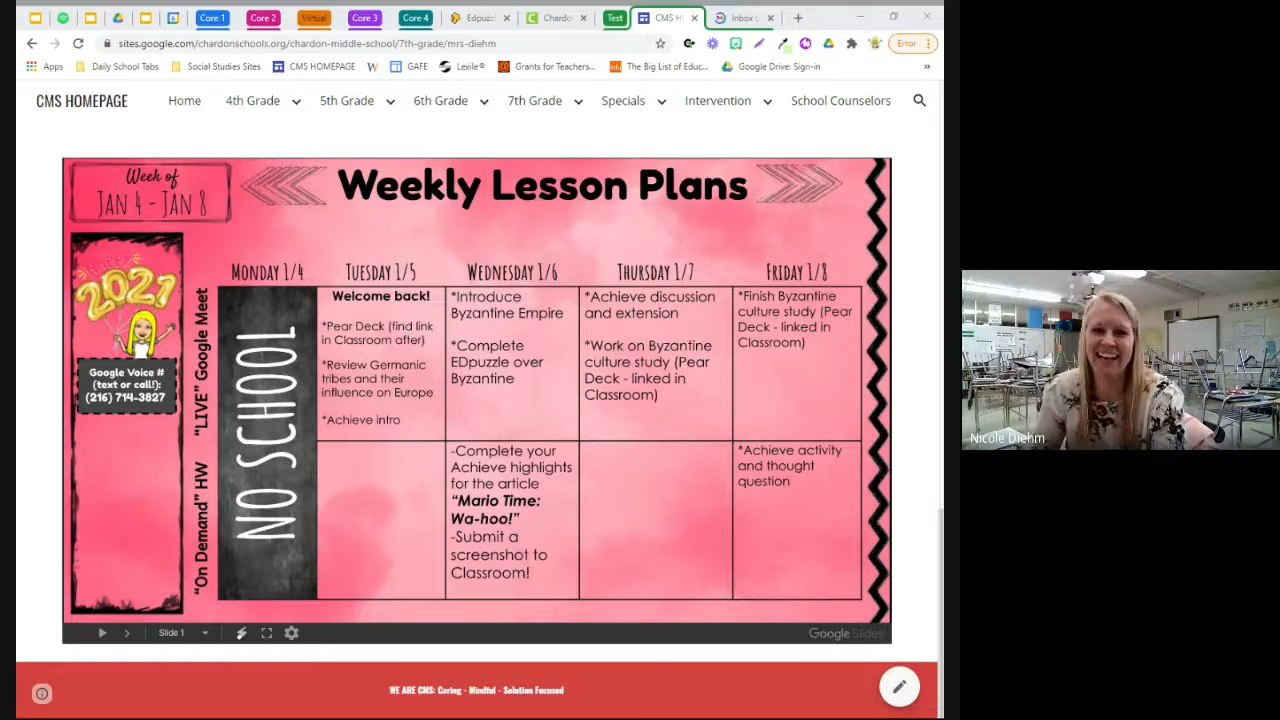 Core 1
Core 2
Virtual
Core 3
Core 4
Edpuzzl
Chardo
Test
CMS H
Inbox (
sites.google.com/chardonschools.org/chardon-middle-school/7th-grade/mrs-diehm
Error
Apps
Daily School Tabs
Social Studies Sites
CMS HOMEPAGE
W
GAFE
Lexile®
Grants for Teachers...
The Big List of Educ...
Google Drive: Sign-in
CMS HOMEPAGE
Home
4th Grade
5th Grade
6th Grade
7th Grade
Specials
Intervention
School Counselors
Week of
JAN 4 - JAN 8
Weekly Lesson Plans
HAPPY
2021
Google Voice #
(text or call!):
(216) 714-3827
"LIVE" Google Meet
"On Demand" HW
MONDAY 1/4
TUESDAY 1/5
WEDNESDAY 1/6
THURSDAY 1/7
FRIDAY 1/8
NO SCHOOL
Welcome back!
*Pear Deck (find link
in Classroom after)
*Review Germanic
tribes and their
influence on Europe
*Achieve intro
*Introduce
Byzantine Empire
*Complete
EDpuzzle over
Byzantine
*Achieve discussion
and extension
*Work on Byzantine
culture study (Pear
Deck - linked in
Classroom)
*Finish Byzantine
culture study (Pear
Deck - linked in
Classroom)
-Complete your
Achieve highlights
for the article
"Mario Time:
Wa-hoo!"
-Submit a
screenshot to
Classroom!
*Achieve activity
and thought
question
Slide 1
Google Slides
WE ARE CMS: Caring - Mindful - Solution Focused
Nicole Diehm